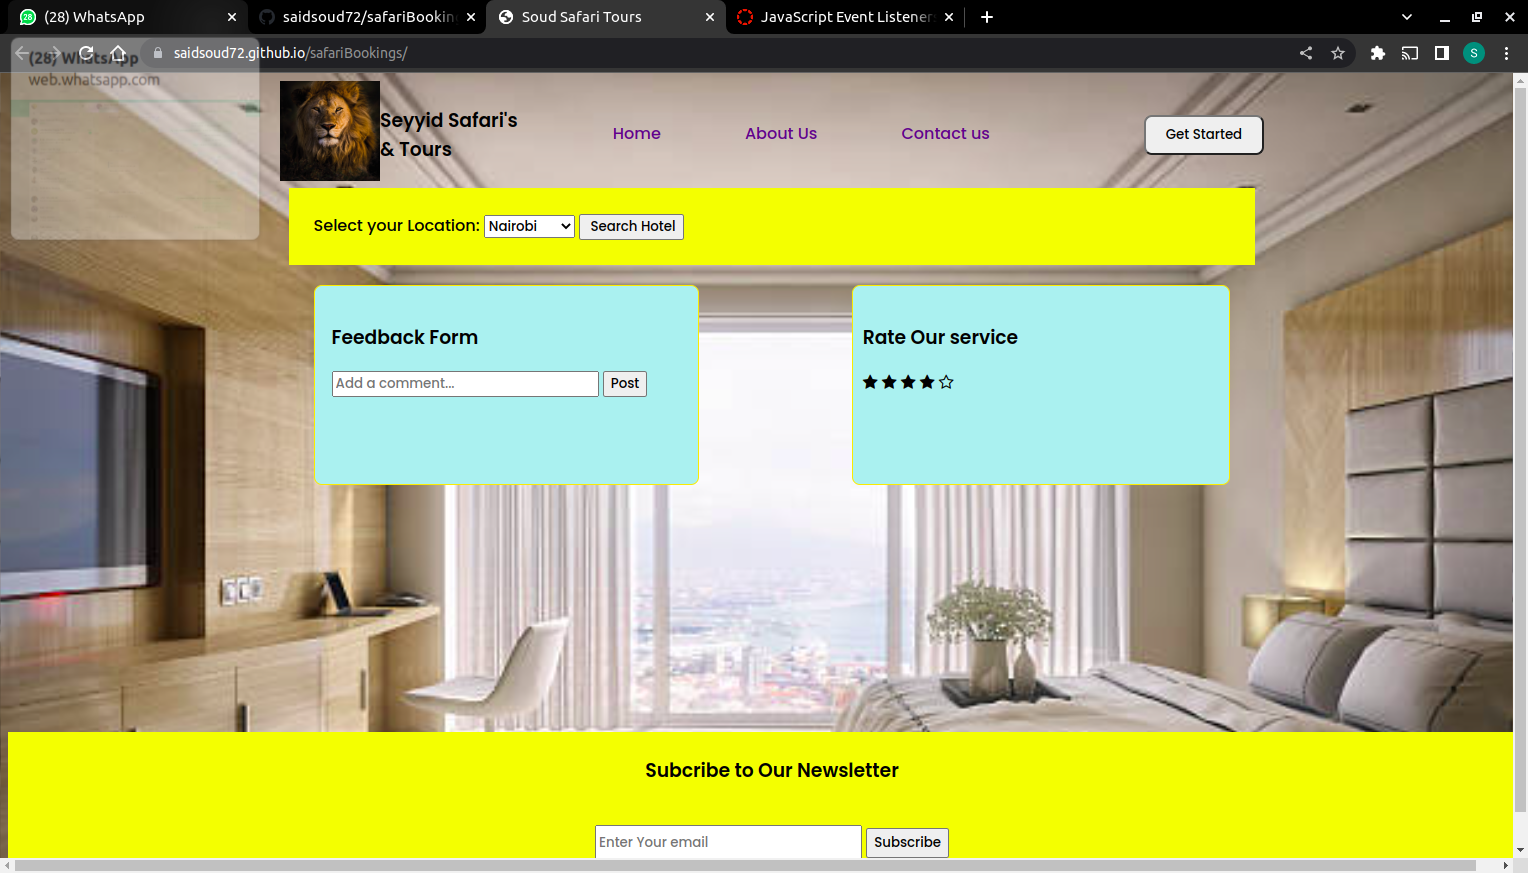 (28) WhatsApp
saidsoud72/safariBookin
Soud Safari Tours
JavaScript Event Listeners
saidsoud72.github.io/safariBookings/
S
(28) WhatsApp
web.whatsapp.com
Seyyid Safari's
& Tours
Home
About Us
Contact us
Get Started
Select your Location:
Nairobi
Search Hotel
Feedback Form
Add a comment...
Post
Rate Our service
Subcribe to Our Newsletter
Enter Your email
Subscribe